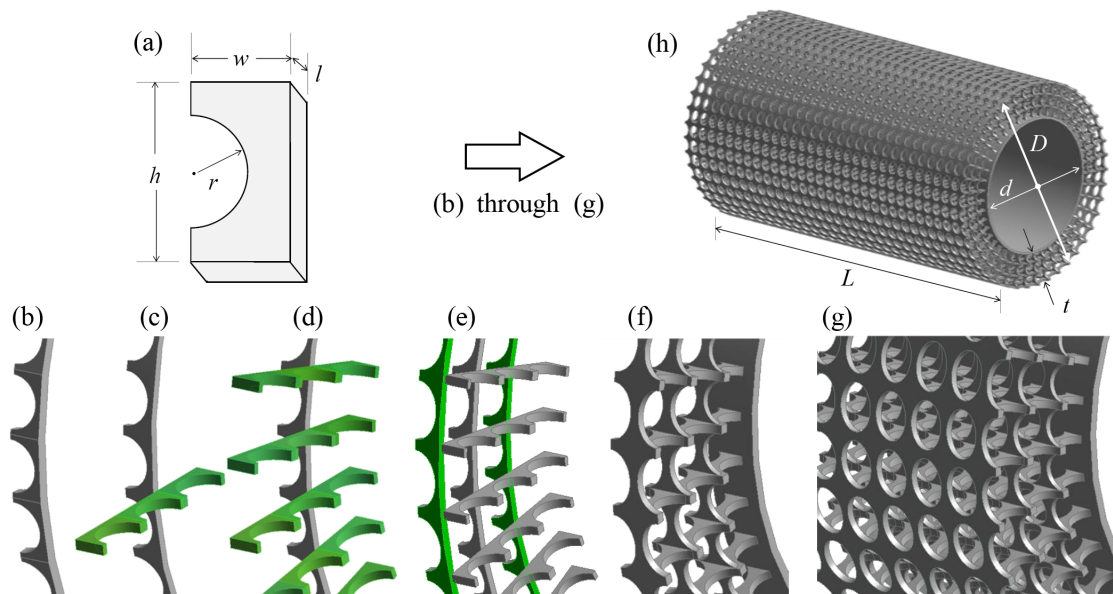 (a)
w
l
h
r
(b) through (g)
(h)
D
d
L
t
(b)
(c)
(d)
(e)
(f)
(g)